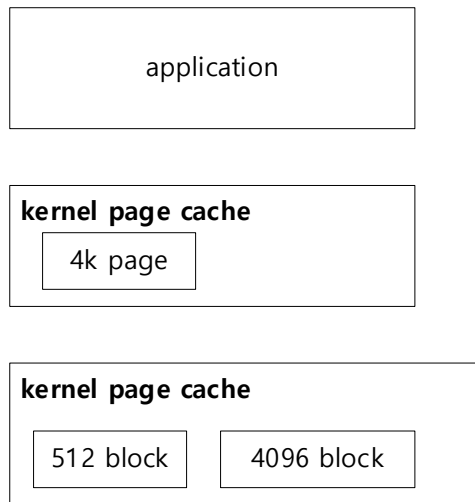 application
kernel page cache
4k page
kernel page cache
512 block 4096 block